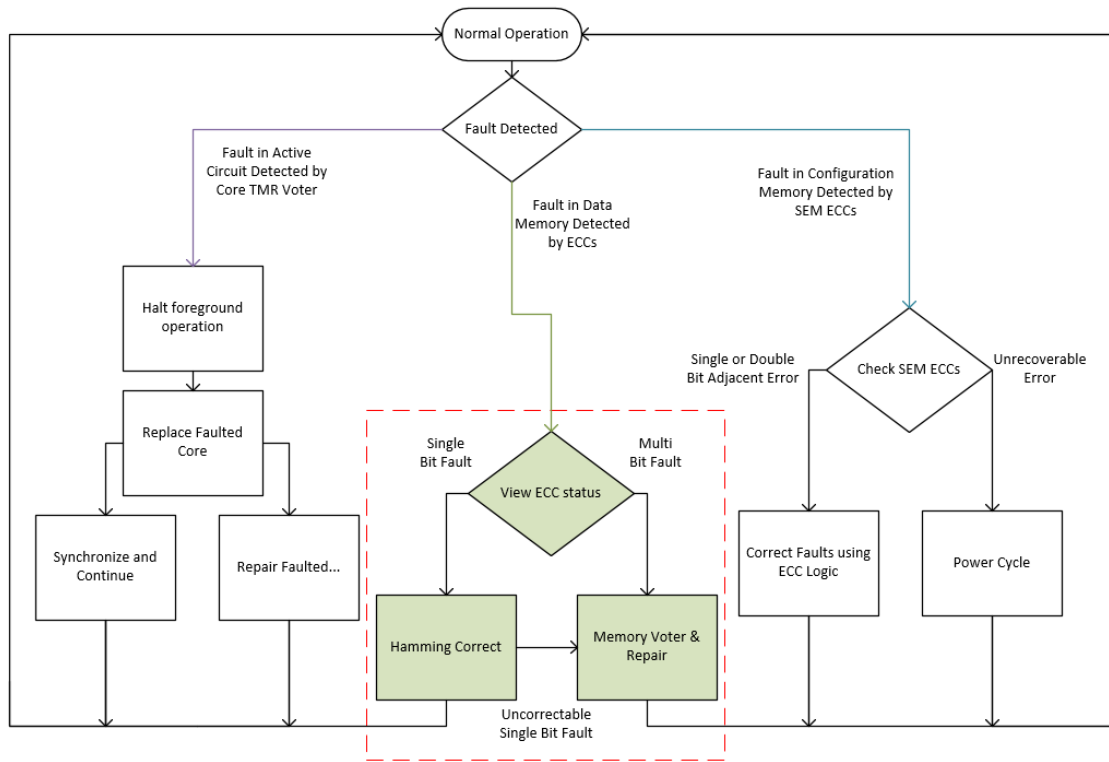 Normal Operation
Fault Detected
Fault in Active
Circuit Detected by
Core TMR Voter
Fault in Data
Memory Detected
by ECCs
Fault in Configuration
Memory Detected by
SEM ECCs
Halt foreground
operation
Single or Double
Bit Adjacent Error
Check SEM ECCs
Unrecoverable
Error
Replace Faulted
Core
Single
Bit Fault
Multi
Bit Fault
View ECC status
Synchronize and
Continue
Repair Faulted...
Correct Faults using
ECC Logic
Power Cycle
Hamming Correct
Memory Voter &
Repair
Uncorrectable
Single Bit Fault